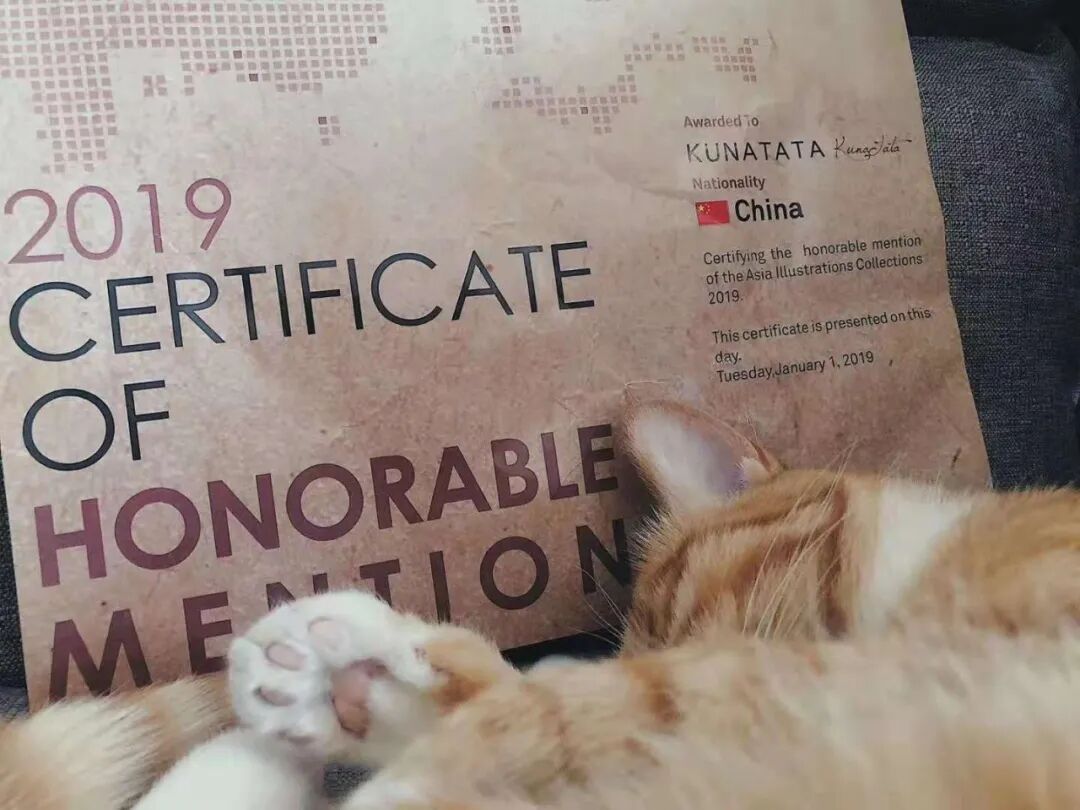 2019
CERTIFICATE
OF
HONORABLE
MENTION
Awarded To
KUNATATA
Nationality
China
Certifying the honorable mention
of the Asia Illustrations Collections
2019.
This certificate is presented on this
day,
Tuesday,January 1, 2019